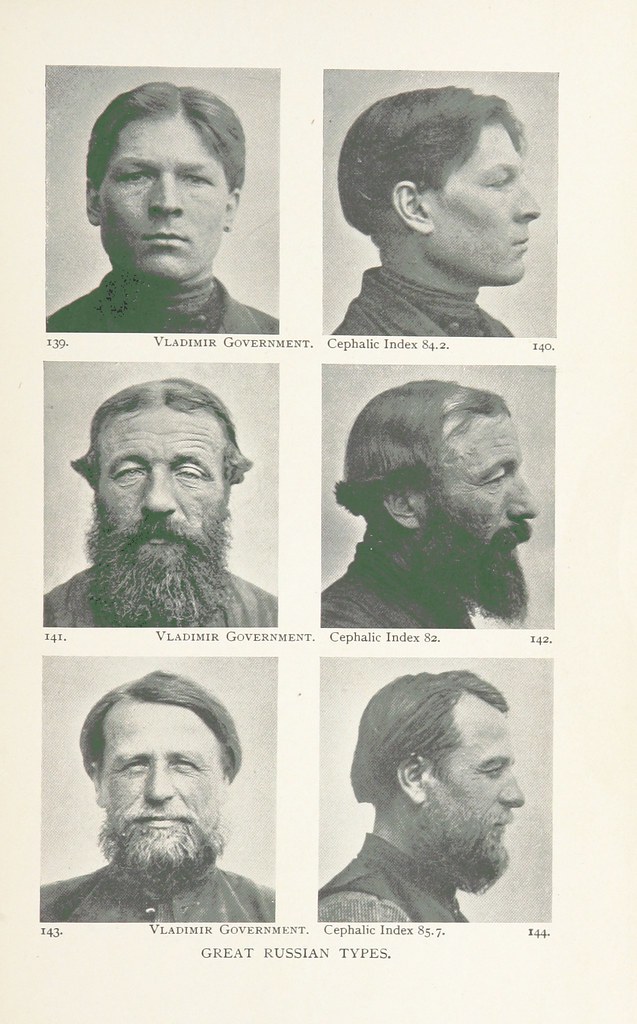 139. VLADIMIR GOVERNMENT. Cephalic Index 84.2. 140.
141. VLADIMIR GOVERNMENT. Cephalic Index 82. 142.
143. VLADIMIR GOVERNMENT. Cephalic Index 85.7. 144.
GREAT RUSSIAN TYPES.